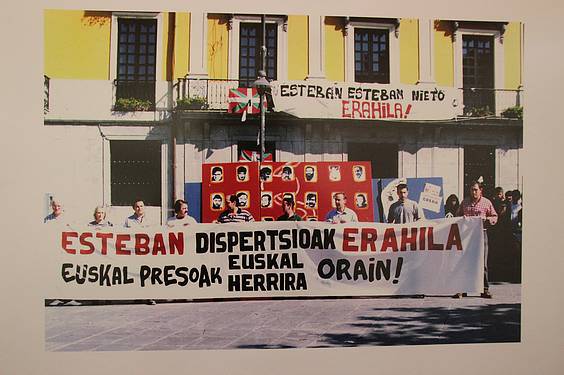 ESTEBAN ESTEBAN NIETO
ERAHILA!
ESTEBAN DISPERTSIOAK ERAHILA
EUSKAL PRESOAK EUSKAL HERRIRA ORAIN!